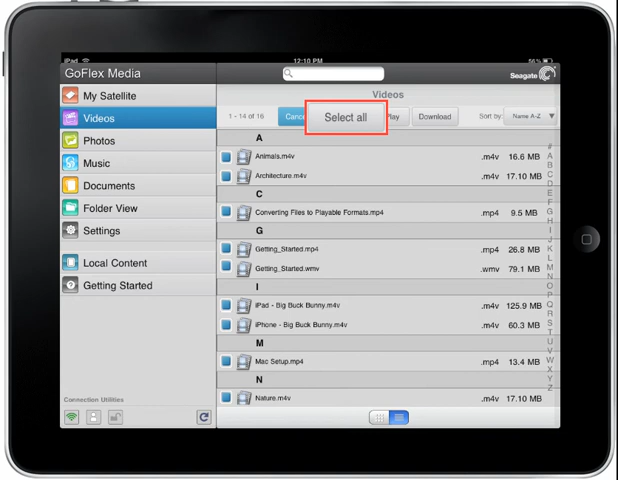 iPad 12:10 PM 56%
GoFlex Media
Seagate
My Satellite
Videos
Photos
Music
Documents
Folder View
Settings
Local Content
Getting Started
Connection Utilities
Videos
1 - 14 of 16 Cance Select all Play Download Sort by: Name A-Z
A
Animals.m4v .m4v 16.6 MB
Architecture.m4v .m4v 17.10 MB
C
Converting Files to Playable Formats.mp4 .mp4 9.5 MB
G
Getting_Started.mp4 .mp4 26.8 MB
Getting_Started.wmv .wmv 79.1 MB
I
iPad - Big Buck Bunny.m4v .m4v 125.9 MB
iPhone - Big Buck Bunny.m4v .m4v 60.3 MB
M
Mac Setup.mp4 .mp4 13.4 MB
N
Nature.m4v .m4v 17.10 MB
#
A
B
C
D
E
F
G
H
I
J
K
L
M
N
O
P
Q
R
S
T
U
V
W
X
Y
Z